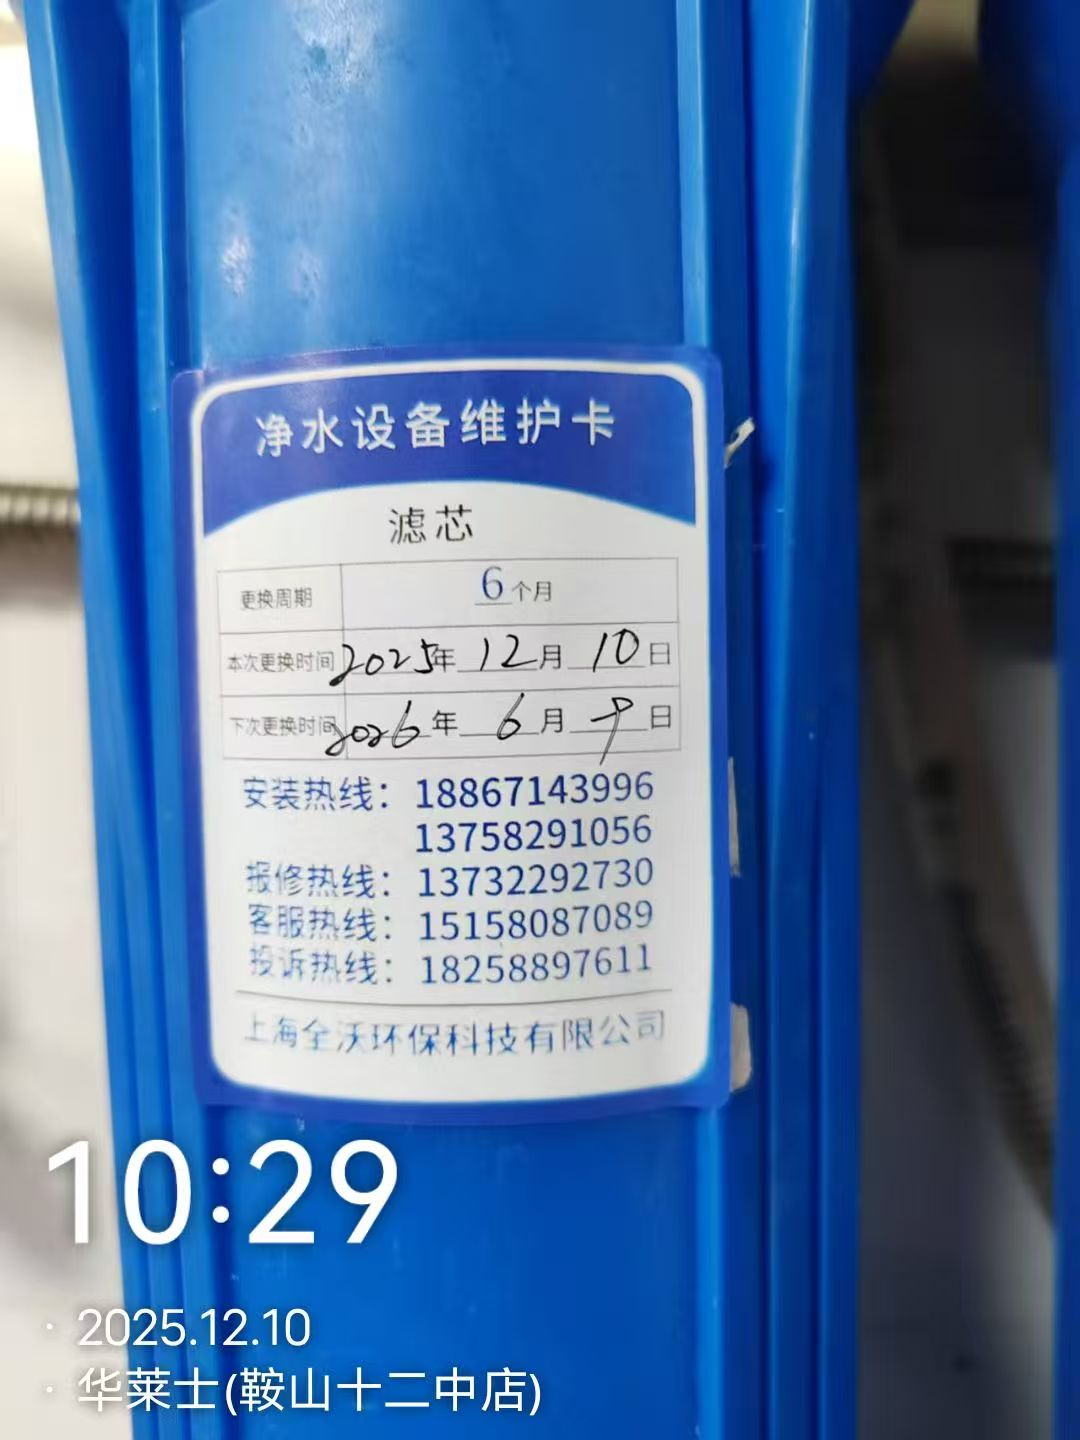 净水设备维护卡
滤芯
更换周期 6个月
本次更换时间 2025年 12月 10日
下次更换时间 2026年 6月 9日
安装热线：18867143996
13758291056
报修热线：13732292730
客服热线：15158087089
投诉热线：18258897611
上海全沃环保科技有限公司
10:29
· 2025.12.10
· 华莱士(鞍山十二中店)